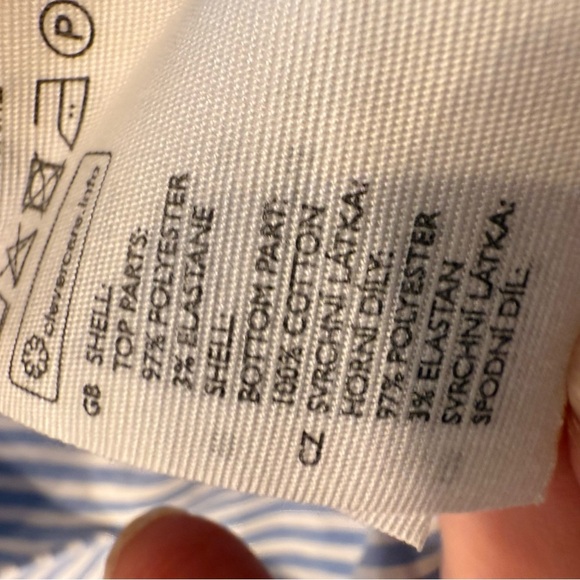 P
clevercare.info
GB SHELL:
TOP PARTS:
97% POLYESTER
3% ELASTANE
SHELL:
BOTTOM PART:
100% COTTON
CZ SVRCHNÍ LÁTKA:
HORNÍ DÍLY:
97% POLYESTER
3% ELASTAN
SVRCHNÍ LÁTKA:
SPODNÍ DÍL: